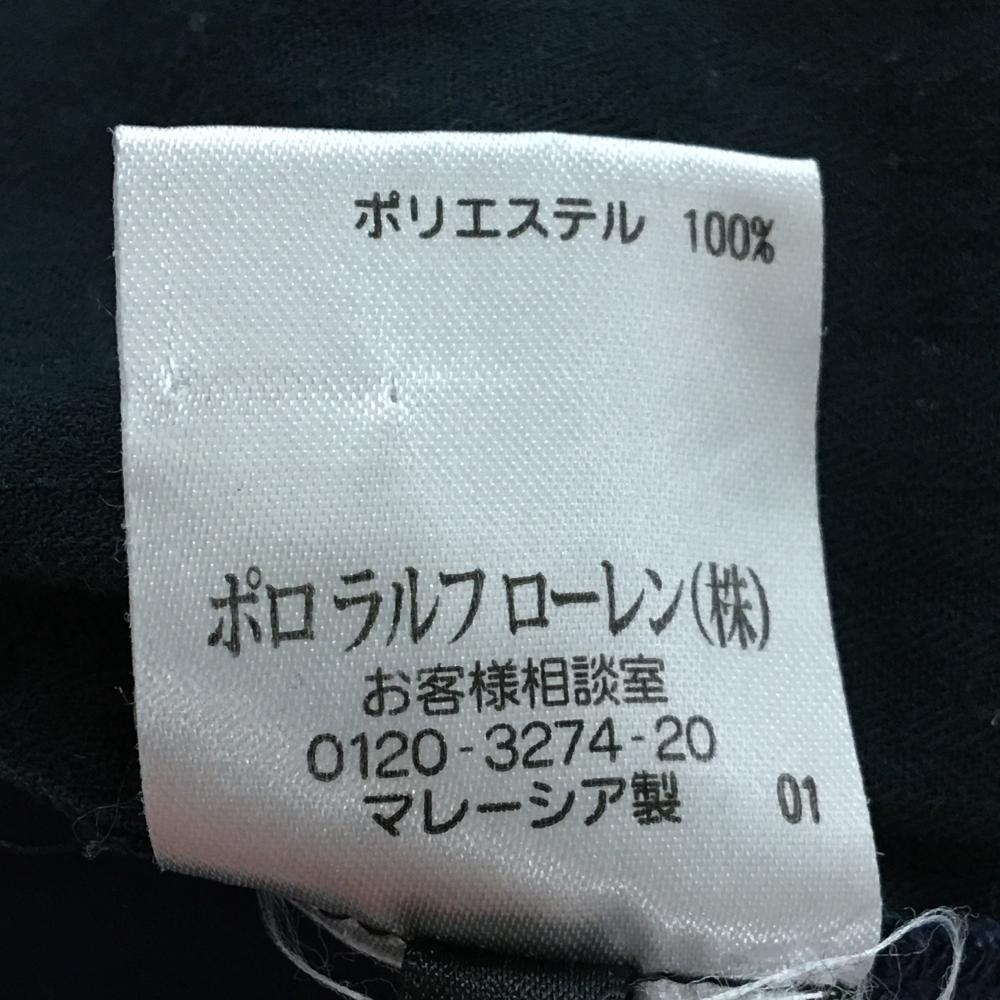 ポリエステル 100%
ポロ ラルフ ローレン(株)
お客様相談室
0120-3274-20
マレーシア製 01